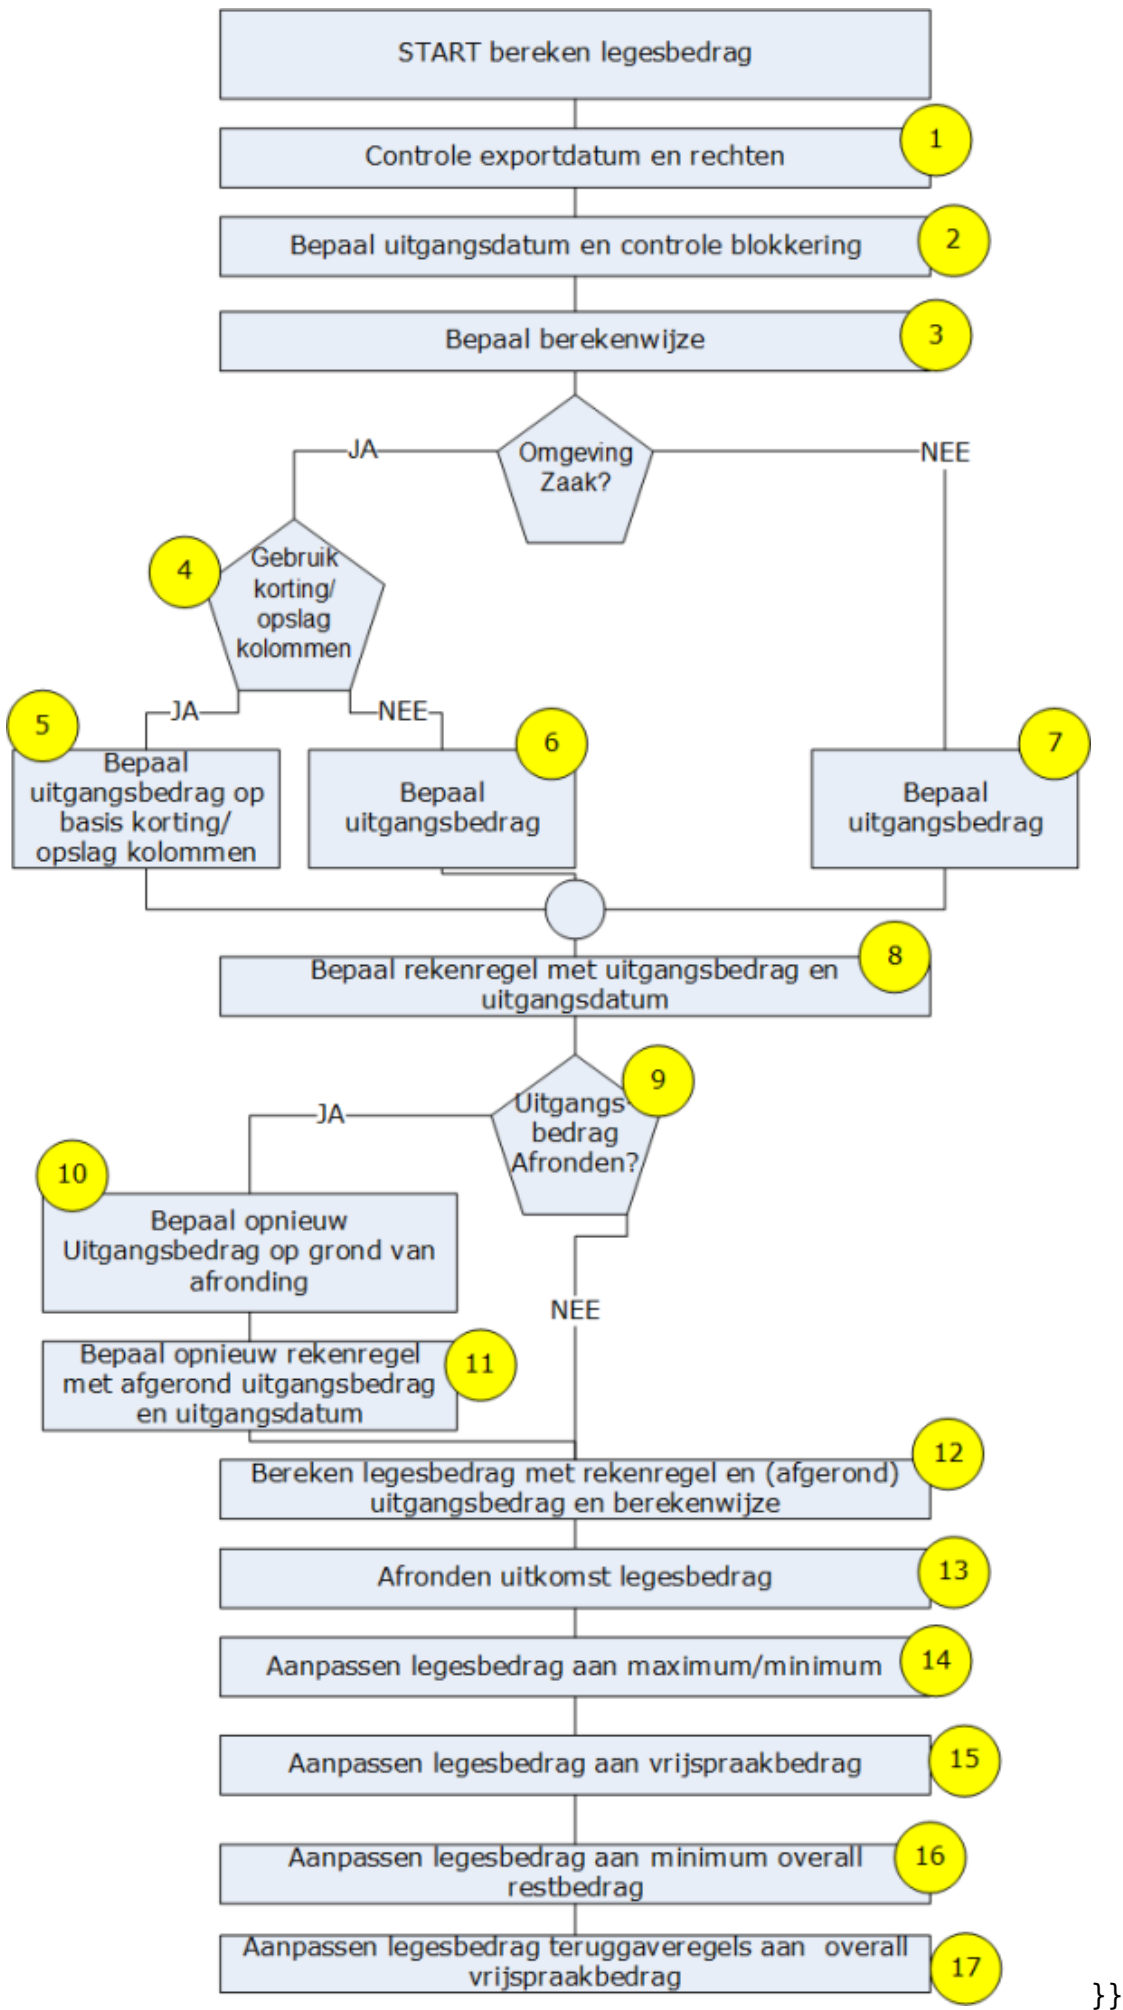 START bereken legesbedrag
1
Controle exportdatum en rechten
2
Bepaal uitgangsdatum en controle blokkering
3
Bepaal berekenwijze
JA
Omgeving
Zaak?
NEE
4
Gebruik
korting/
opslag
kolommen
JA
NEE
5
Bepaal
uitgangsbedrag op
basis korting/
opslag kolommen
6
Bepaal
uitgangsbedrag
7
Bepaal
uitgangsbedrag
8
Bepaal rekenregel met uitgangsbedrag en
uitgangsdatum
9
Uitgangs-
bedrag
Afronden?
JA
10
Bepaal opnieuw
Uitgangsbedrag op grond van
afronding
NEE
11
Bepaal opnieuw rekenregel
met afgerond uitgangsbedrag
en uitgangsdatum
12
Bereken legesbedrag met rekenregel en (afgerond)
uitgangsbedrag en berekenwijze
13
Afronden uitkomst legesbedrag
14
Aanpassen legesbedrag aan maximum/minimum
15
Aanpassen legesbedrag aan vrijspraakbedrag
16
Aanpassen legesbedrag aan minimum overall
restbedrag
17
Aanpassen legesbedrag teruggaveregels aan  overall
vrijspraakbedrag
}}